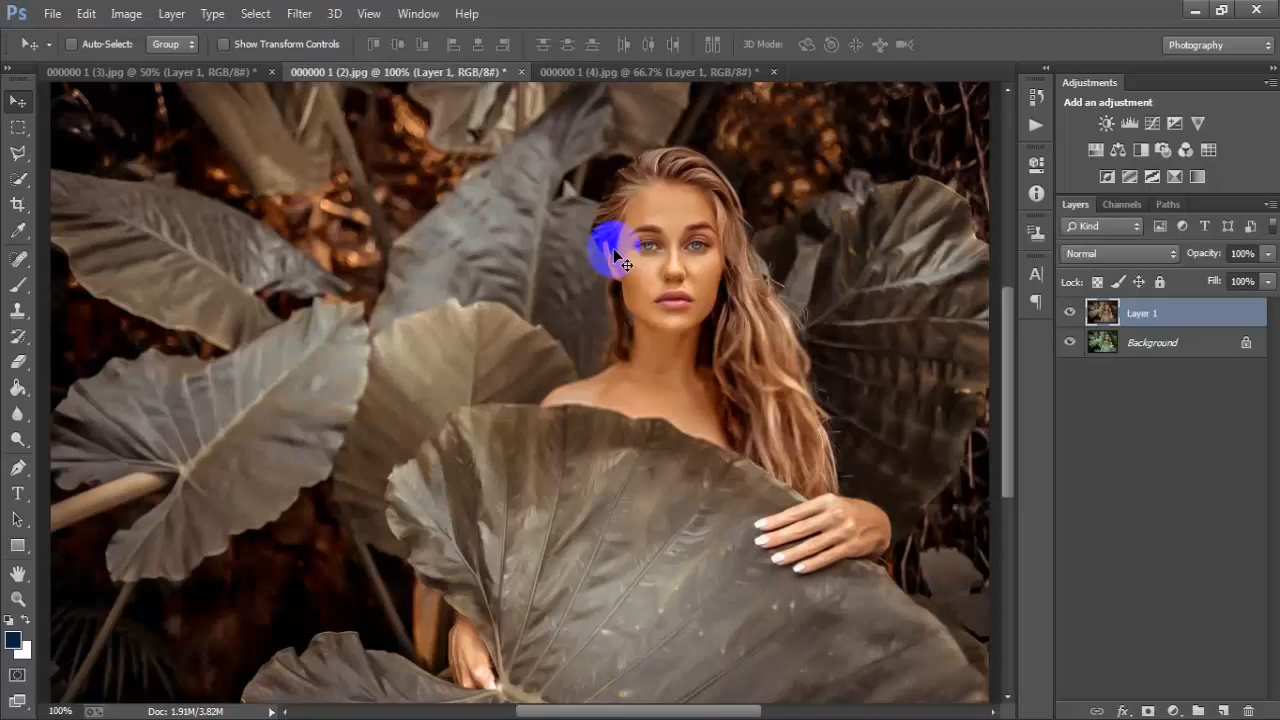 Ps File Edit Image Layer Type Select Filter 3D View Window Help
Auto-Select: Group Show Transform Controls 3D Mode: Photography
000000 1 (3).jpg @ 50% (Layer 1, RGB/8#) * × 000000 1 (2).jpg @ 100% (Layer 1, RGB/8#) * × 000000 1 (4).jpg @ 66.7% (Layer 1, RGB/8#) * ×
Adjustments
Add an adjustment
Layers Channels Paths
Kind
Normal Opacity: 100%
Lock: Fill: 100%
Layer 1
Background
100% Doc: 1.91M/3.82M